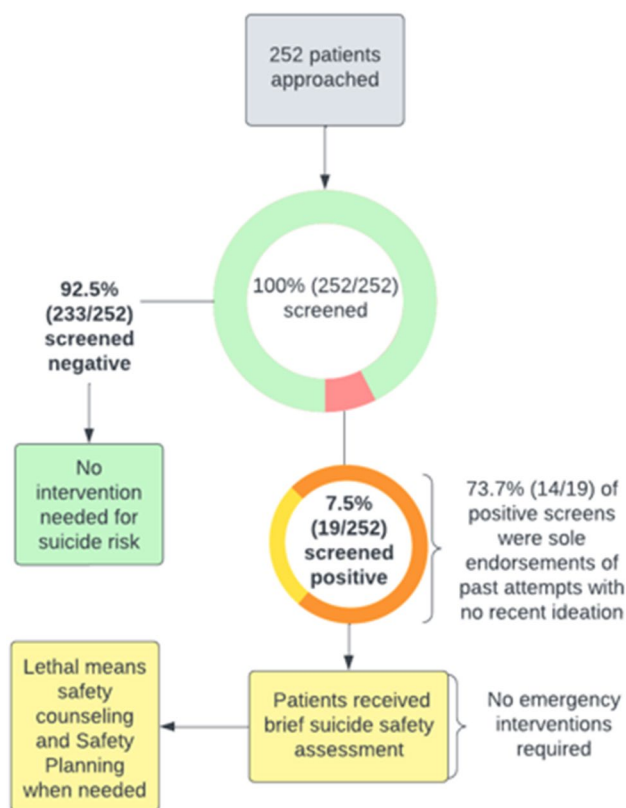 252 patients
approached
100% (252/252)
screened
92.5%
(233/252)
screened
negative
No
intervention
needed for
suicide risk
7.5%
(19/252)
screened
positive
73.7% (14/19) of
positive screens
were sole
endorsements of
past attempts with
no recent ideation
Lethal means
safety
counseling
and Safety
Planning
when needed
Patients received
brief suicide safety
assessment
No emergency
interventions
required